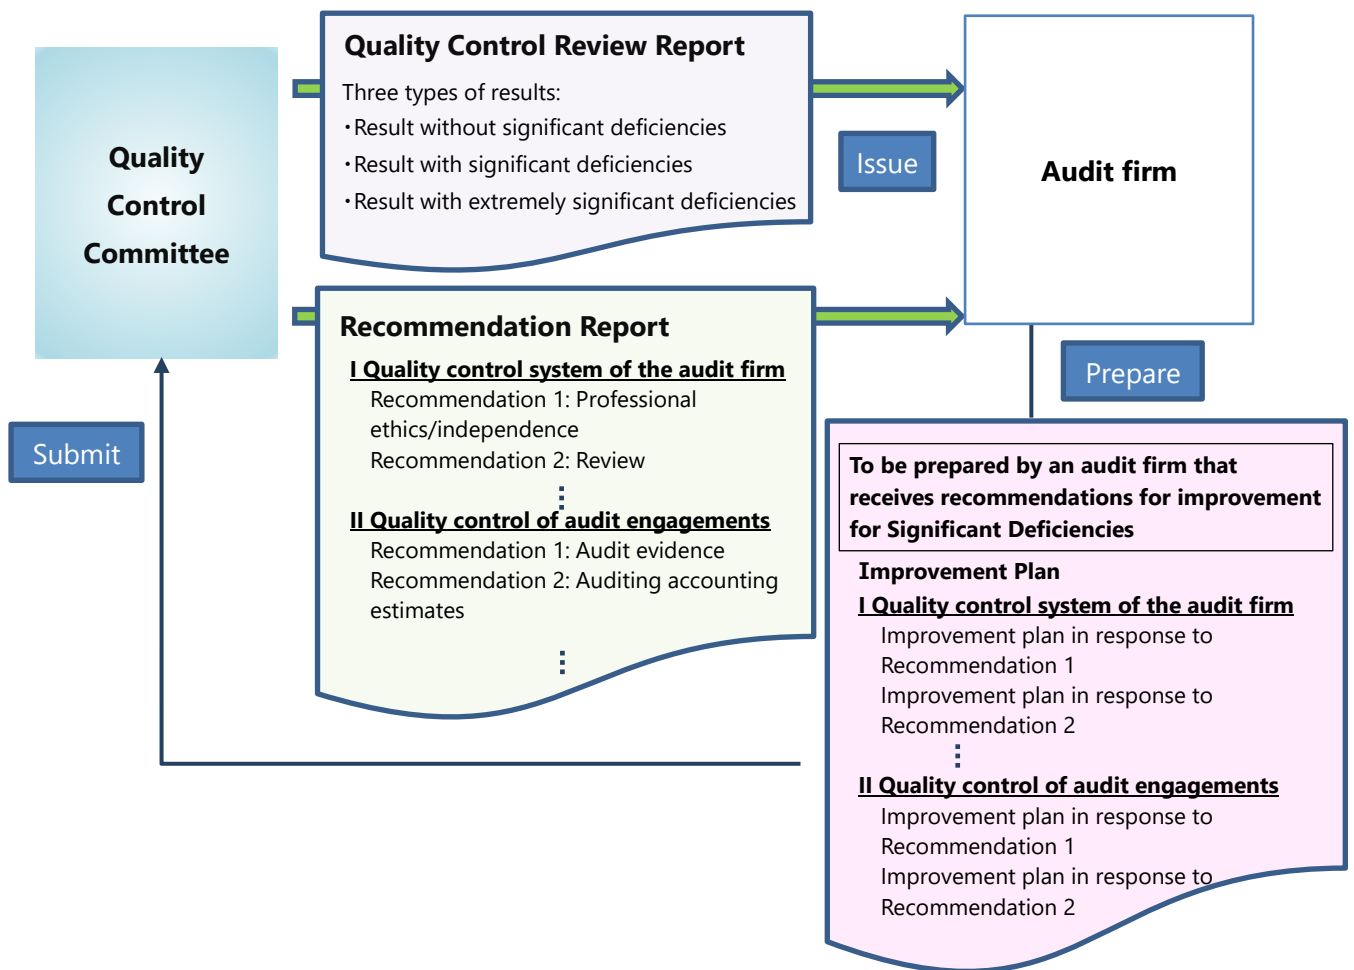 Quality
Control
Committee
Quality Control Review Report
Three types of results:
・Result without significant deficiencies
・Result with significant deficiencies
・Result with extremely significant deficiencies
Issue
Audit firm
Recommendation Report
I Quality control system of the audit firm
Recommendation 1: Professional
ethics/independence
Recommendation 2: Review
⋮
II Quality control of audit engagements
Recommendation 1: Audit evidence
Recommendation 2: Auditing accounting
estimates
⋮
Prepare
To be prepared by an audit firm that
receives recommendations for improvement
for Significant Deficiencies
Improvement Plan
I Quality control system of the audit firm
Improvement plan in response to
Recommendation 1
Improvement plan in response to
Recommendation 2
⋮
II Quality control of audit engagements
Improvement plan in response to
Recommendation 1
Improvement plan in response to
Recommendation 2
Submit